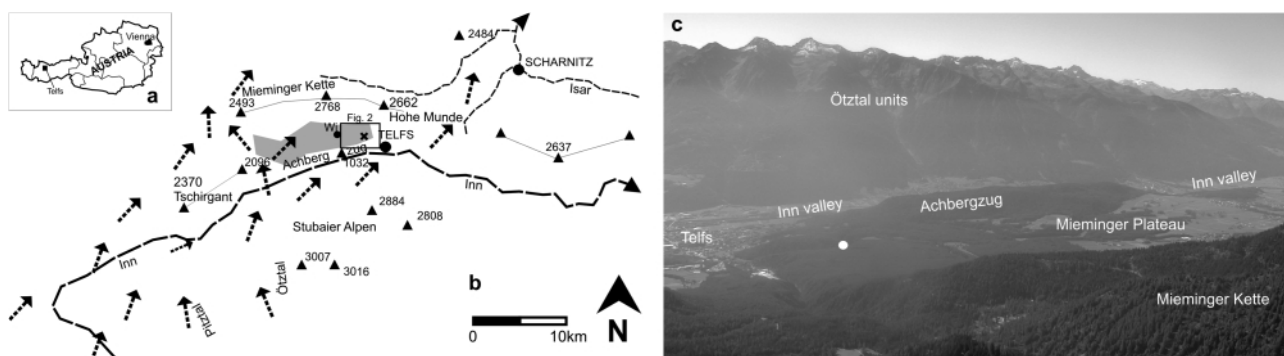 Vienna
AUSTRIA
Telfs
a
2484
SCHARNITZ
Isar
Mieminger Kette
2493
2768
2662
Hohe Munde
Fig. 2
Wi
TELFS
2637
Achberg
zug
1032
2096
2370
Tschirgant
Inn
Inn
2884
2808
Stubaier Alpen
3007
3016
Ötztal
Pitztal
b
0
10km
N
c
Ötztal units
Inn valley
Inn valley
Achbergzug
Mieminger Plateau
Telfs
Mieminger Kette